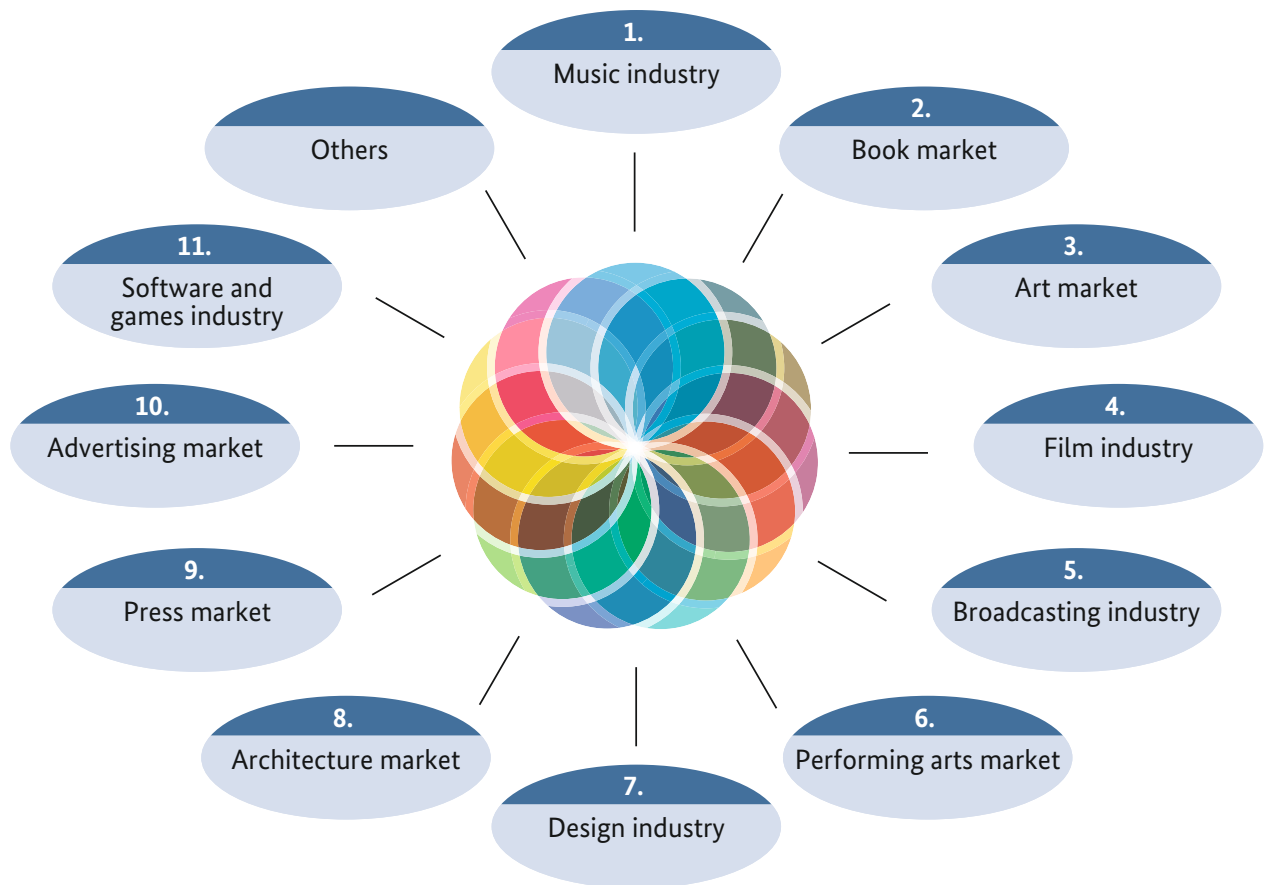 1.
Music industry
2.
Book market
3.
Art market
4.
Film industry
5.
Broadcasting industry
6.
Performing arts market
7.
Design industry
8.
Architecture market
9.
Press market
10.
Advertising market
11.
Software and
games industry
Others